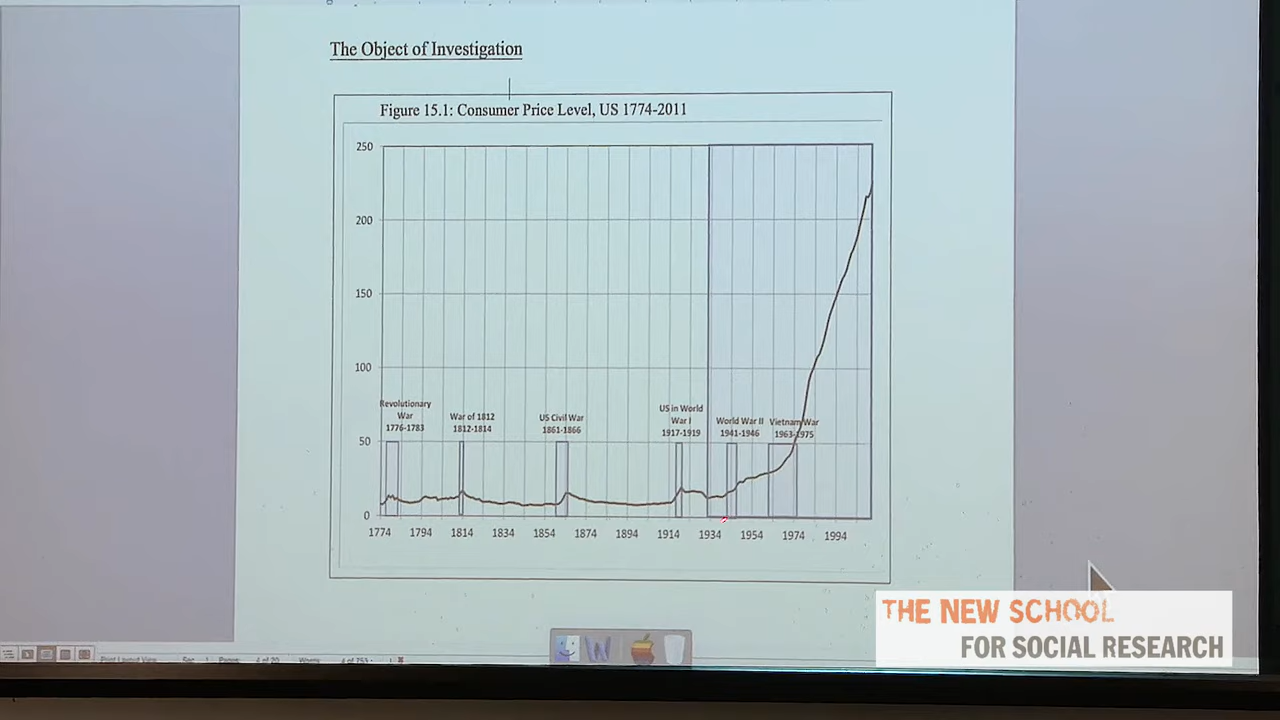 The Object of Investigation
Figure 15.1: Consumer Price Level, US 1774-2011
250
200
150
100
50
0
Revolutionary
War
1776-1783
War of 1812
1812-1814
US Civil War
1861-1866
US in World
War I
1917-1919
World War II
1941-1946
Vietnam War
1963-1975
1774 1794 1814 1834 1854 1874 1894 1914 1934 1954 1974 1994
THE NEW SCHOOL
FOR SOCIAL RESEARCH
Print Layout View